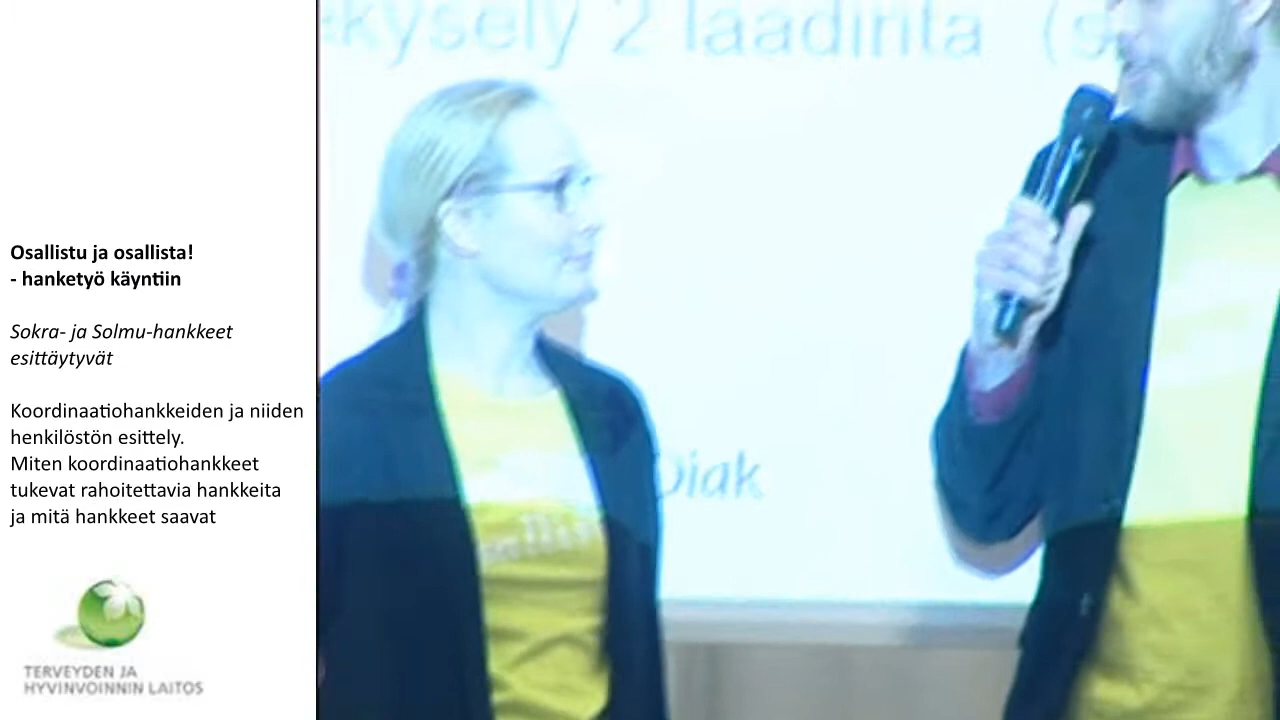 Osallistu ja osallista!
- hanketyö käyntiin
Sokra- ja Solmu-hankkeet
esittäytyvät
Koordinaatiohankkeiden ja niiden
henkilöstön esittely.
Miten koordinaatiohankkeet
tukevat rahoitettavia hankkeita
ja mitä hankkeet saavat
TERVEYDEN JA
HYVINVOINNIN LAITOS
ekysely 2 laadinta (s
Diak